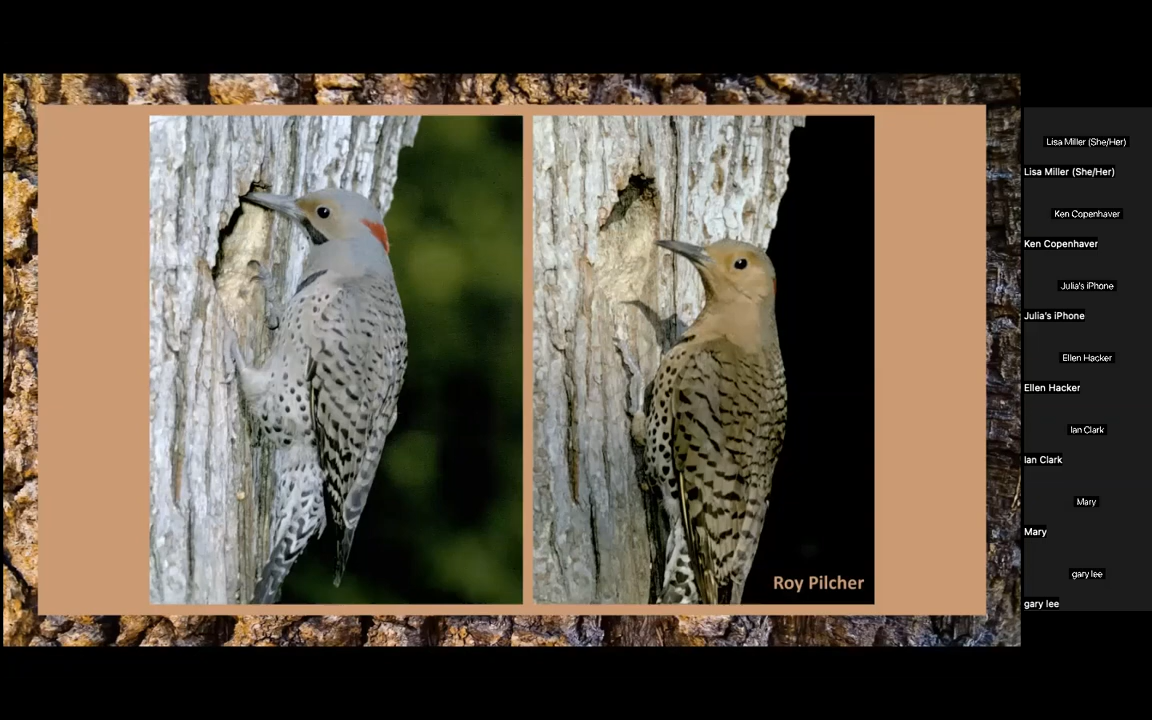 Roy Pilcher
Lisa Miller (She/Her)
Lisa Miller (She/Her)
Ken Copenhaver
Ken Copenhaver
Julia's iPhone
Julia's iPhone
Ellen Hacker
Ellen Hacker
Ian Clark
Ian Clark
Mary
Mary
gary lee
gary lee